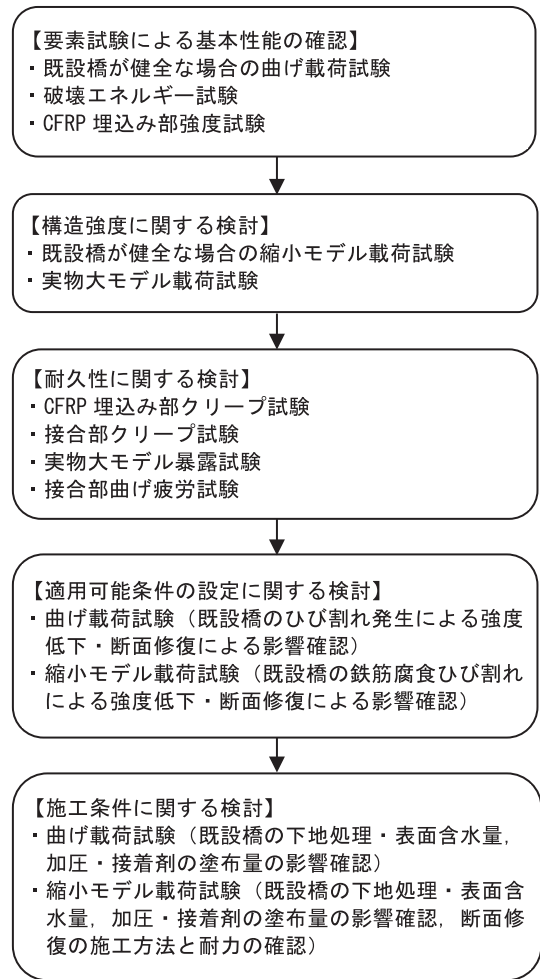 【要素試験による基本性能の確認】
・既設橋が健全な場合の曲げ載荷試験
・破壊エネルギー試験
・CFRP 埋込み部強度試験
【構造強度に関する検討】
・既設橋が健全な場合の縮小モデル載荷試験
・実物大モデル載荷試験
【耐久性に関する検討】
・CFRP 埋込み部クリープ試験
・接合部クリープ試験
・実物大モデル暴露試験
・接合部曲げ疲労試験
【適用可能条件の設定に関する検討】
・曲げ載荷試験（既設橋のひび割れ発生による強度
低下・断面修復による影響確認）
・縮小モデル載荷試験（既設橋の鉄筋腐食ひび割れ
による強度低下・断面修復による影響確認）
【施工条件に関する検討】
・曲げ載荷試験（既設橋の下地処理・表面含水量，
加圧・接着剤の塗布量の影響確認）
・縮小モデル載荷試験（既設橋の下地処理・表面含
水量，加圧・接着剤の塗布量の影響確認，断面修
復の施工方法と耐力の確認）